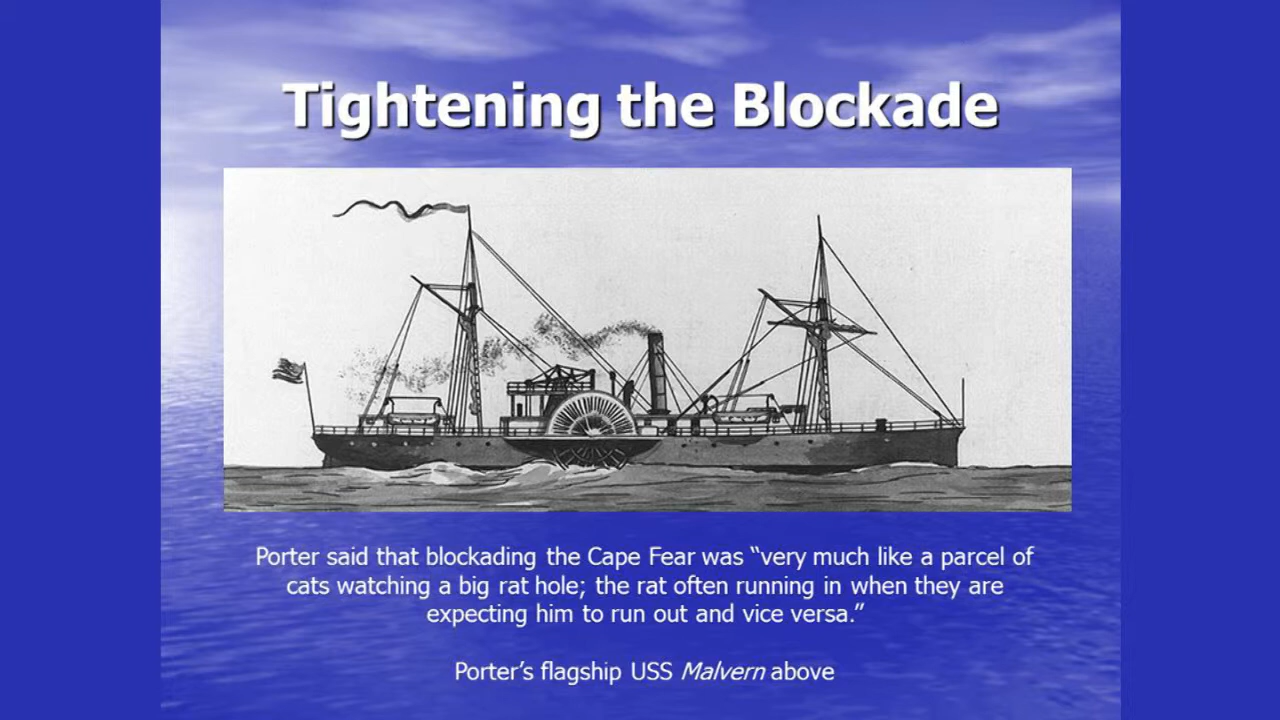 Tightening the Blockade
Porter said that blockading the Cape Fear was “very much like a parcel of
cats watching a big rat hole; the rat often running in when they are
expecting him to run out and vice versa.”
Porter’s flagship USS Malvern above